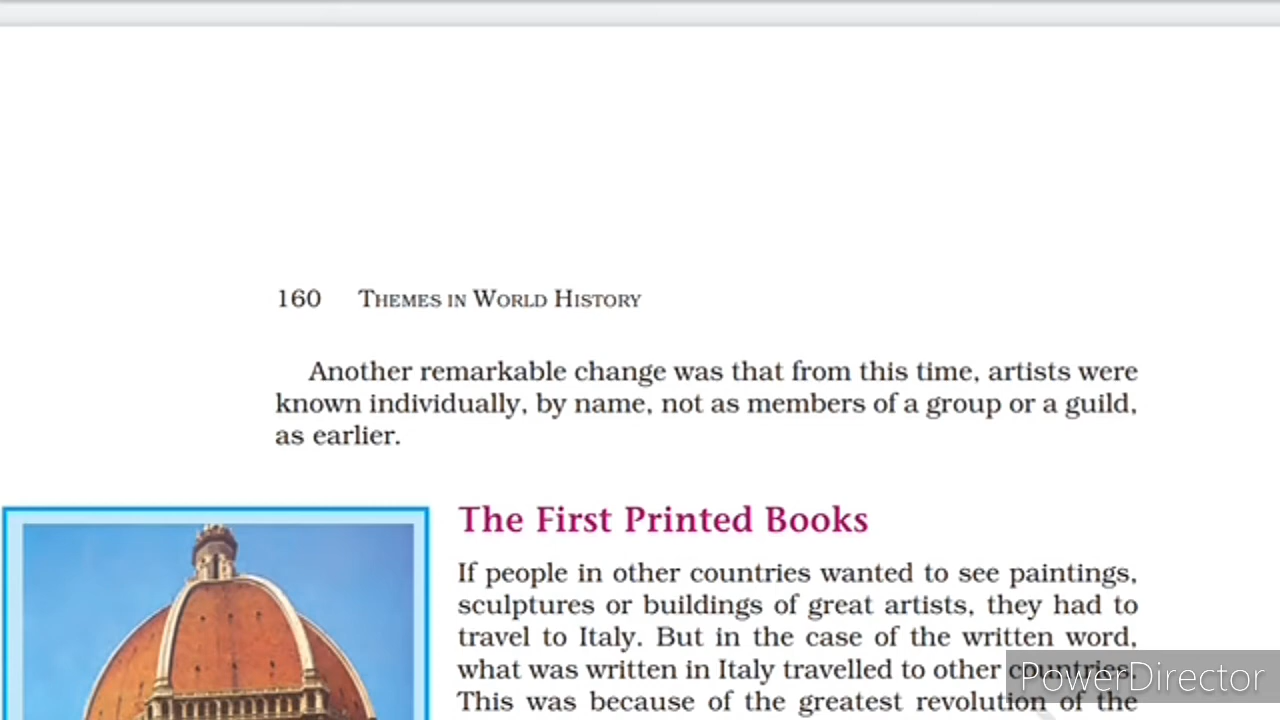 160 THEMES IN WORLD HISTORY
Another remarkable change was that from this time, artists were
known individually, by name, not as members of a group or a guild,
as earlier.
The First Printed Books
If people in other countries wanted to see paintings,
sculptures or buildings of great artists, they had to
travel to Italy. But in the case of the written word,
what was written in Italy travelled to other countries.
This was because of the greatest revolution of the
PowerDirector